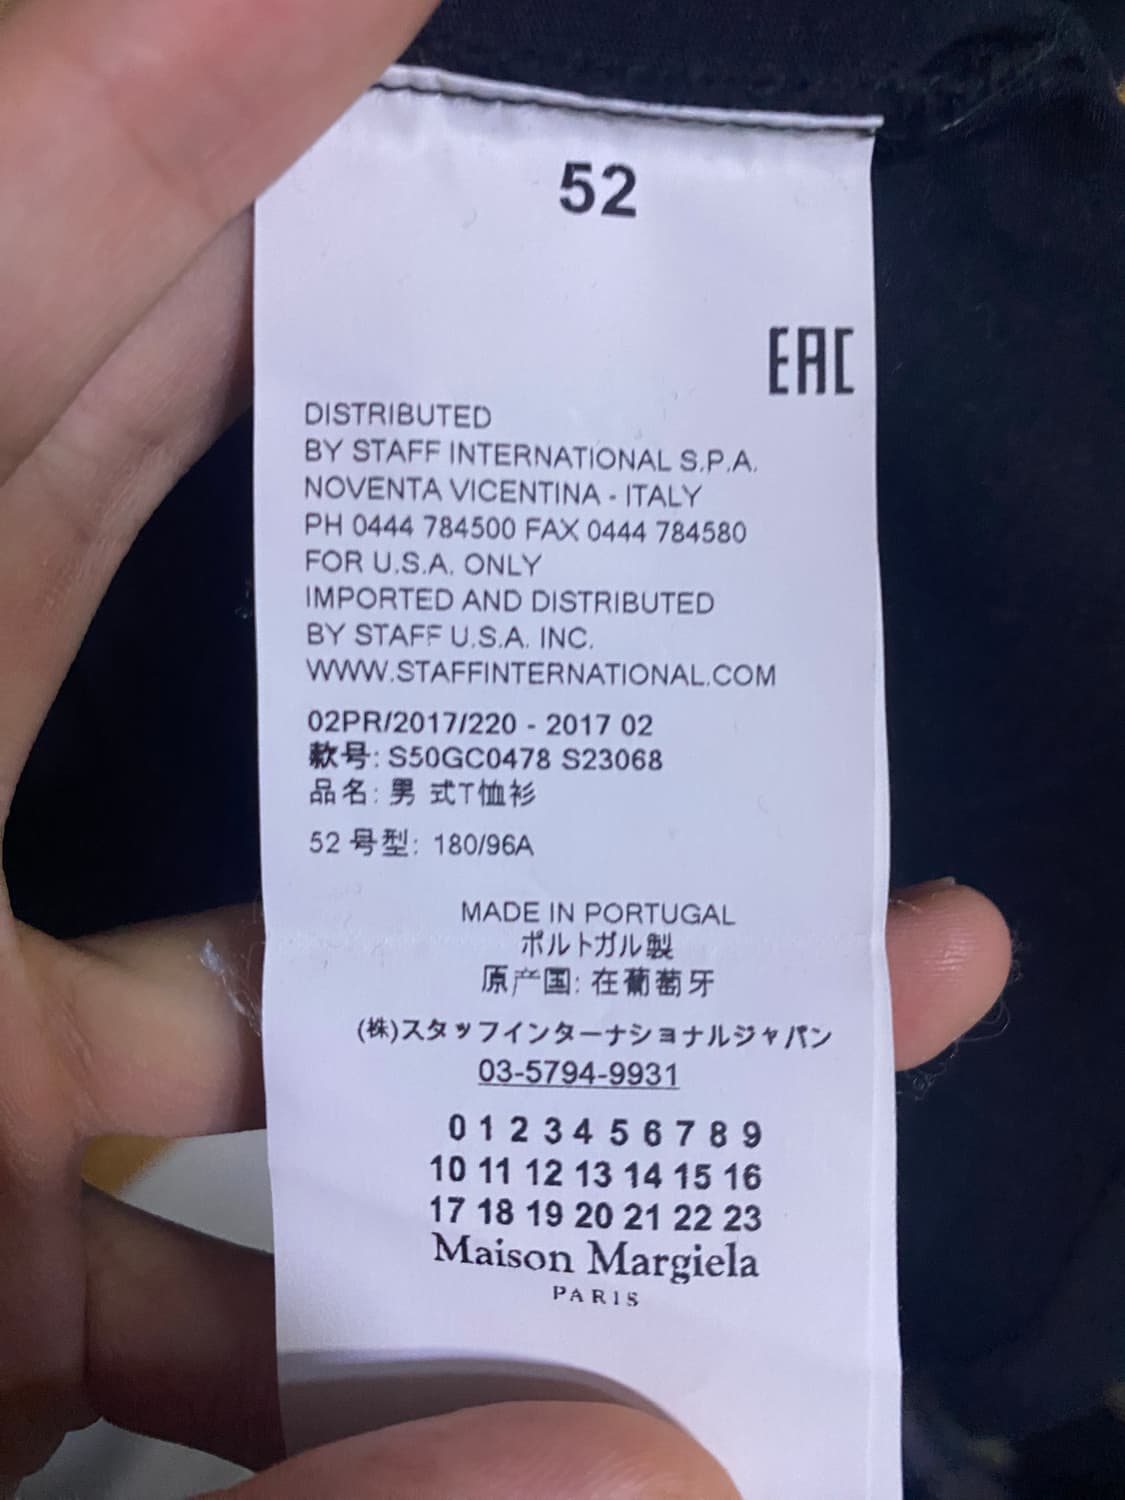 52
EAC
DISTRIBUTED
BY STAFF INTERNATIONAL S.P.A.
NOVENTA VICENTINA - ITALY
PH 0444 784500 FAX 0444 784580
FOR U.S.A. ONLY
IMPORTED AND DISTRIBUTED
BY STAFF U.S.A. INC.
WWW.STAFFINTERNATIONAL.COM
02PR/2017/220 - 2017 02
款号: S50GC0478 S23068
品名: 男 式T恤衫
52 号型: 180/96A
MADE IN PORTUGAL
ポルトガル製
原产国: 在葡萄牙
(株)スタッフインターナショナルジャパン
03-5794-9931
0 1 2 3 4 5 6 7 8 9
10 11 12 13 14 15 16
17 18 19 20 21 22 23
Maison Margiela
PARIS